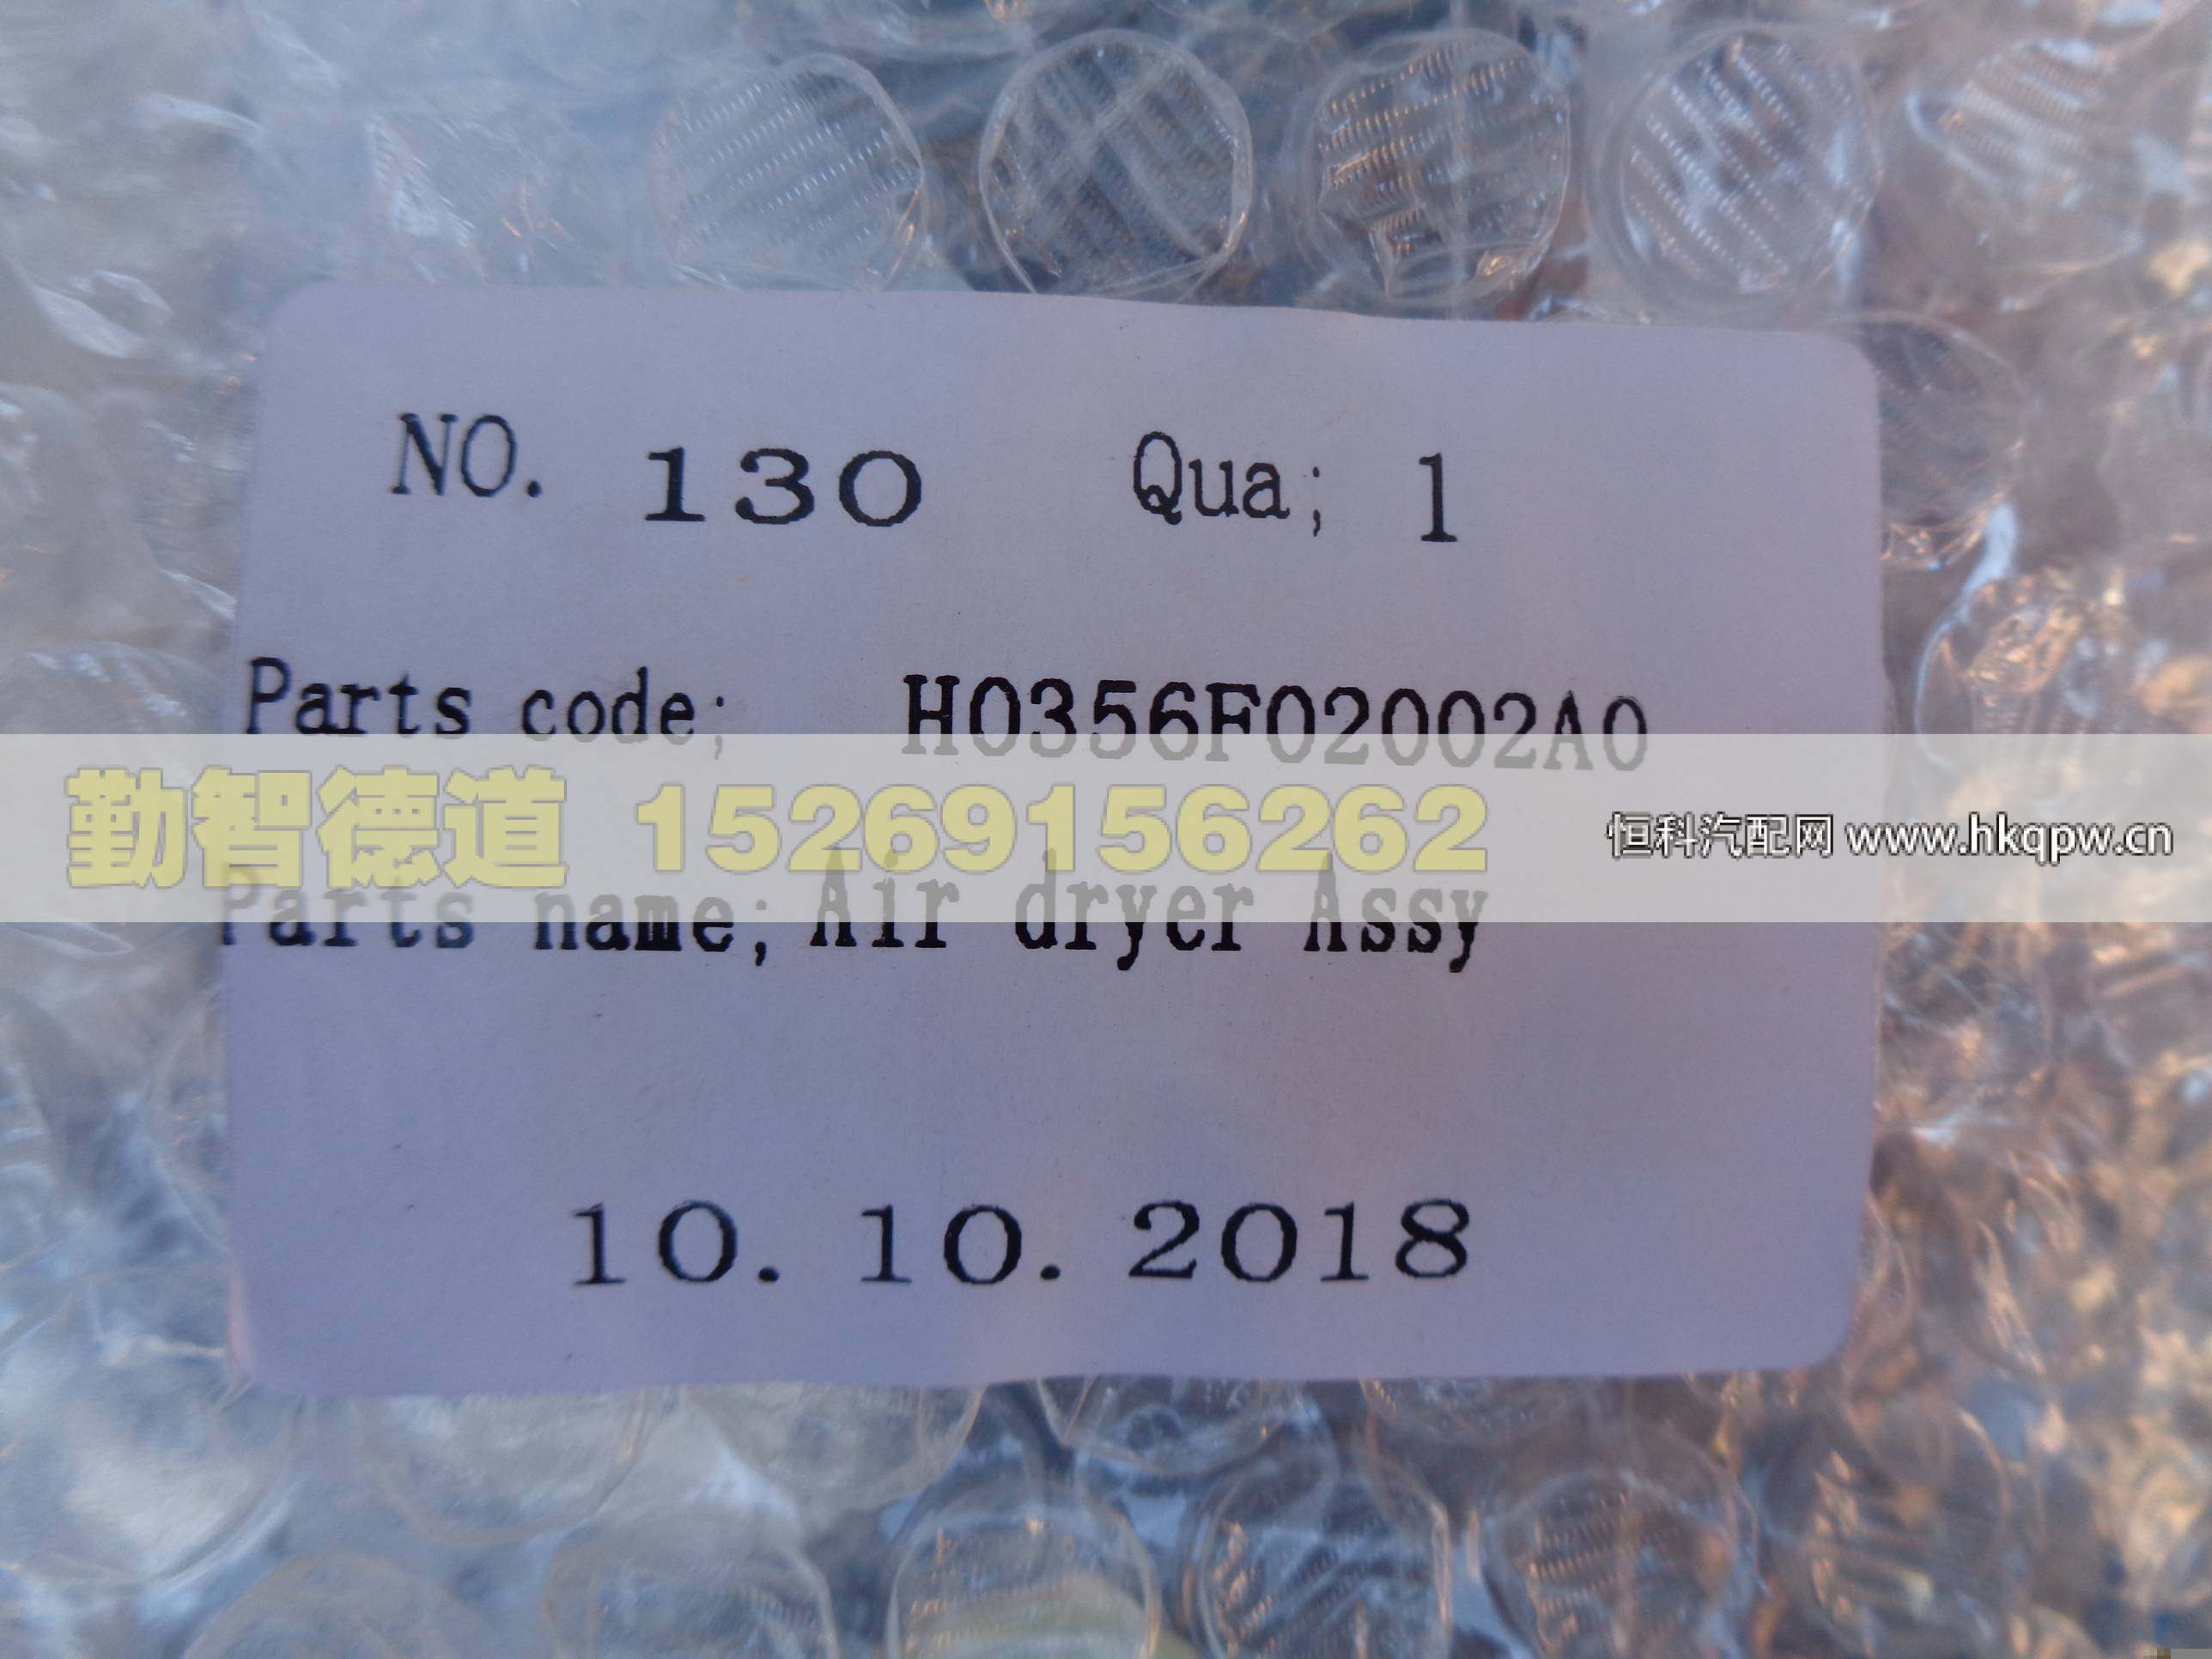 NO. 130 Qua; 1
Parts code; H0356F02002A0
勤智德道 15269156262 恒科汽配网 www.hkqpw.cn
Parts name; Air dryer Assy
10. 10. 2018